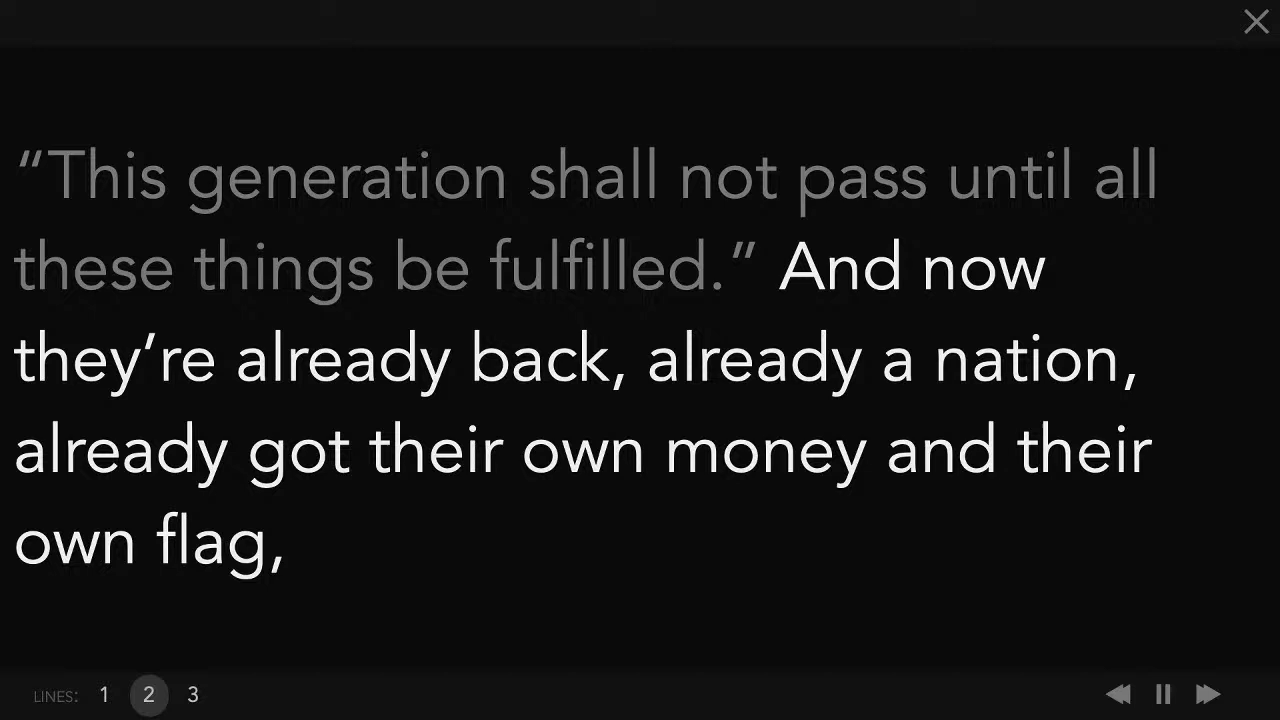 “This generation shall not pass until all
these things be fulfilled.” And now
they’re already back, already a nation,
already got their own money and their
own flag,
LINES: 1 2 3